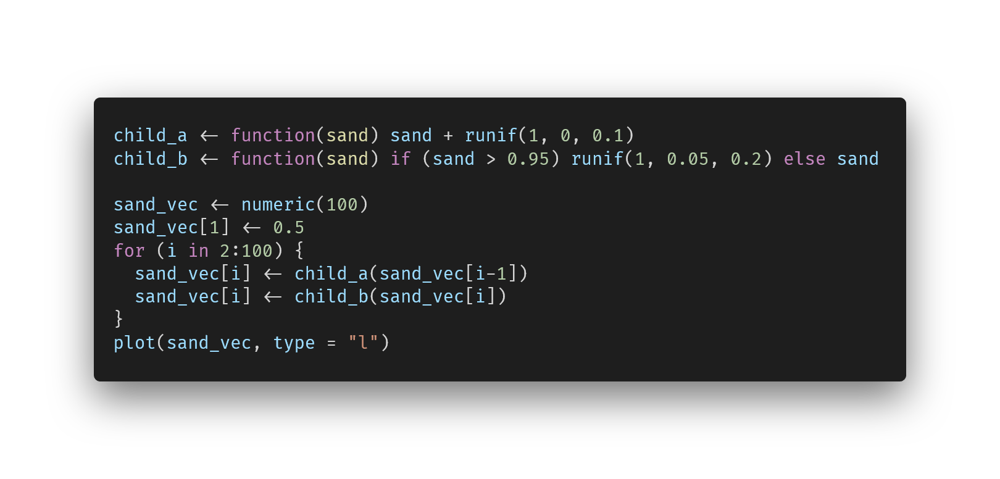 child_a <- function(sand) sand + runif(1, 0, 0.1)
child_b <- function(sand) if (sand > 0.95) runif(1, 0.05, 0.2) else sand

sand_vec <- numeric(100)
sand_vec[1] <- 0.5
for (i in 2:100) {
  sand_vec[i] <- child_a(sand_vec[i-1])
  sand_vec[i] <- child_b(sand_vec[i])
}
plot(sand_vec, type = "l")